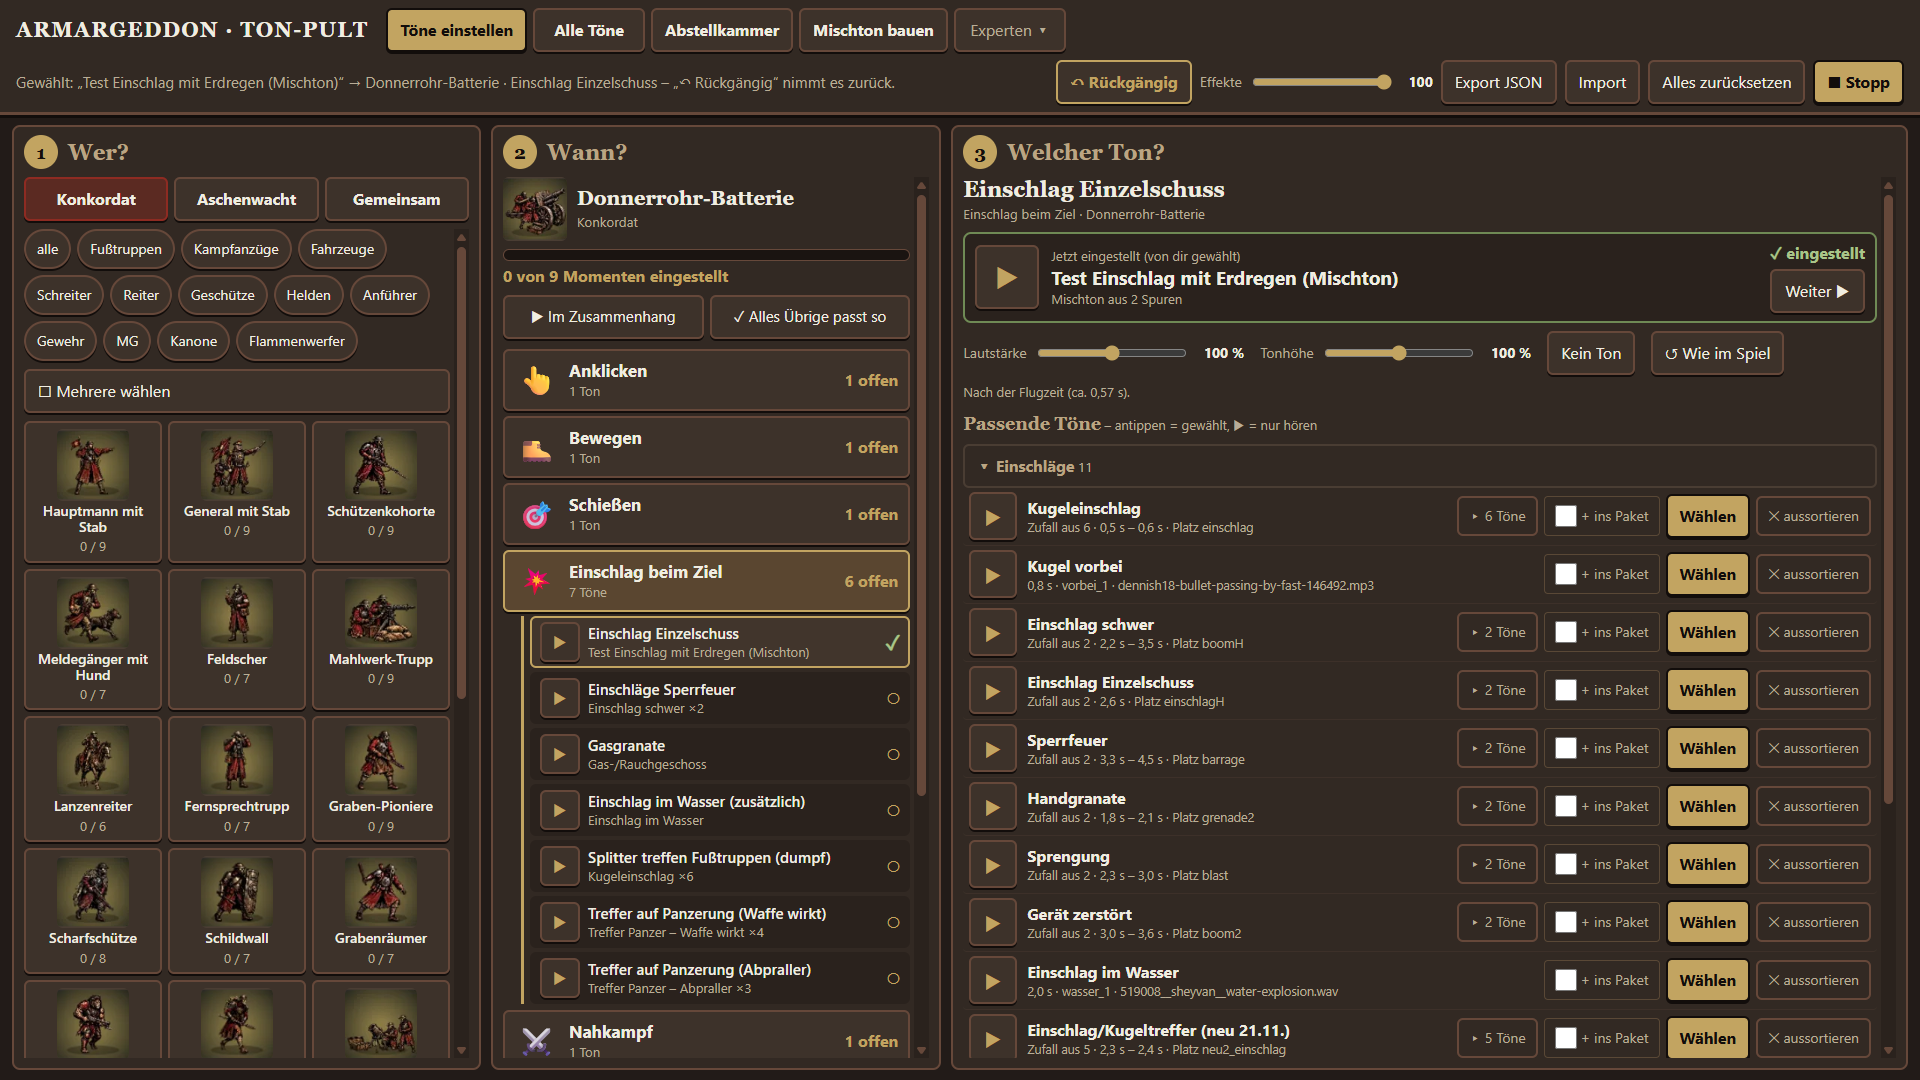 ARMARGEDDON · TON-PULT
Töne einstellen
Alle Töne
Abstellkammer
Mischton bauen
Experten ▾
Gewählt: „Test Einschlag mit Erdregen (Mischton)“ → Donnerrohr-Batterie · Einschlag Einzelschuss – „↶ Rückgängig“ nimmt es zurück.
↶ Rückgängig
Effekte
100
Export JSON
Import
Alles zurücksetzen
■ Stopp
1 Wer?
Konkordat
Aschenwacht
Gemeinsam
alle
Fußtruppen
Kampfanzüge
Fahrzeuge
Schreiter
Reiter
Geschütze
Helden
Anführer
Gewehr
MG
Kanone
Flammenwerfer
☐ Mehrere wählen
Hauptmann mit Stab
0 / 9
General mit Stab
0 / 9
Schützenkohorte
0 / 9
Meldegänger mit Hund
0 / 7
Feldscher
0 / 7
Mahlwerk-Trupp
0 / 9
Lanzenreiter
0 / 6
Fernsprechtrupp
0 / 7
Graben-Pioniere
0 / 9
Scharfschütze
0 / 8
Schildwall
0 / 7
Grabenräumer
0 / 7
2 Wann?
Donnerrohr-Batterie
Konkordat
0 von 9 Momenten eingestellt
▶ Im Zusammenhang
✓ Alles Übrige passt so
Anklicken
1 Ton
1 offen
Bewegen
1 Ton
1 offen
Schießen
1 Ton
1 offen
Einschlag beim Ziel
7 Töne
6 offen
Einschlag Einzelschuss
Test Einschlag mit Erdregen (Mischton)
✓
Einschläge Sperrfeuer
Einschlag schwer ×2
Gasgranate
Gas-/Rauchgeschoss
Einschlag im Wasser (zusätzlich)
Einschlag im Wasser
Splitter treffen Fußtruppen (dumpf)
Kugeleinschlag ×6
Treffer auf Panzerung (Waffe wirkt)
Treffer Panzer – Waffe wirkt ×4
Treffer auf Panzerung (Abpraller)
Treffer Panzer – Abpraller ×3
Nahkampf
1 Ton
1 offen
3 Welcher Ton?
Einschlag Einzelschuss
Einschlag beim Ziel · Donnerrohr-Batterie
Jetzt eingestellt (von dir gewählt)
Test Einschlag mit Erdregen (Mischton)
Mischton aus 2 Spuren
✓ eingestellt
Weiter ▶
Lautstärke
100 %
Tonhöhe
100 %
Kein Ton
↺ Wie im Spiel
Nach der Flugzeit (ca. 0,57 s).
Passende Töne – antippen = gewählt, ▶ = nur hören
▾ Einschläge 11
Kugeleinschlag
Zufall aus 6 · 0,5 s – 0,6 s · Platz einschlag
‣ 6 Töne
+ ins Paket
Wählen
✕ aussortieren
Kugel vorbei
0,8 s · vorbei_1 · dennish18-bullet-passing-by-fast-146492.mp3
+ ins Paket
Wählen
✕ aussortieren
Einschlag schwer
Zufall aus 2 · 2,2 s – 3,5 s · Platz boomH
‣ 2 Töne
+ ins Paket
Wählen
✕ aussortieren
Einschlag Einzelschuss
Zufall aus 2 · 2,6 s · Platz einschlagH
‣ 2 Töne
+ ins Paket
Wählen
✕ aussortieren
Sperrfeuer
Zufall aus 2 · 3,3 s – 4,5 s · Platz barrage
‣ 2 Töne
+ ins Paket
Wählen
✕ aussortieren
Handgranate
Zufall aus 2 · 1,8 s – 2,1 s · Platz grenade2
‣ 2 Töne
+ ins Paket
Wählen
✕ aussortieren
Sprengung
Zufall aus 2 · 2,3 s – 3,0 s · Platz blast
‣ 2 Töne
+ ins Paket
Wählen
✕ aussortieren
Gerät zerstört
Zufall aus 2 · 3,0 s – 3,6 s · Platz boom2
‣ 2 Töne
+ ins Paket
Wählen
✕ aussortieren
Einschlag im Wasser
2,0 s · wasser_1 · 519008__sheyvan__water-explosion.wav
+ ins Paket
Wählen
✕ aussortieren
Einschlag/Kugeltreffer (neu 21.11.)
Zufall aus 5 · 2,3 s – 2,4 s · Platz neu2_einschlag
‣ 5 Töne
+ ins Paket
Wählen
✕ aussortieren